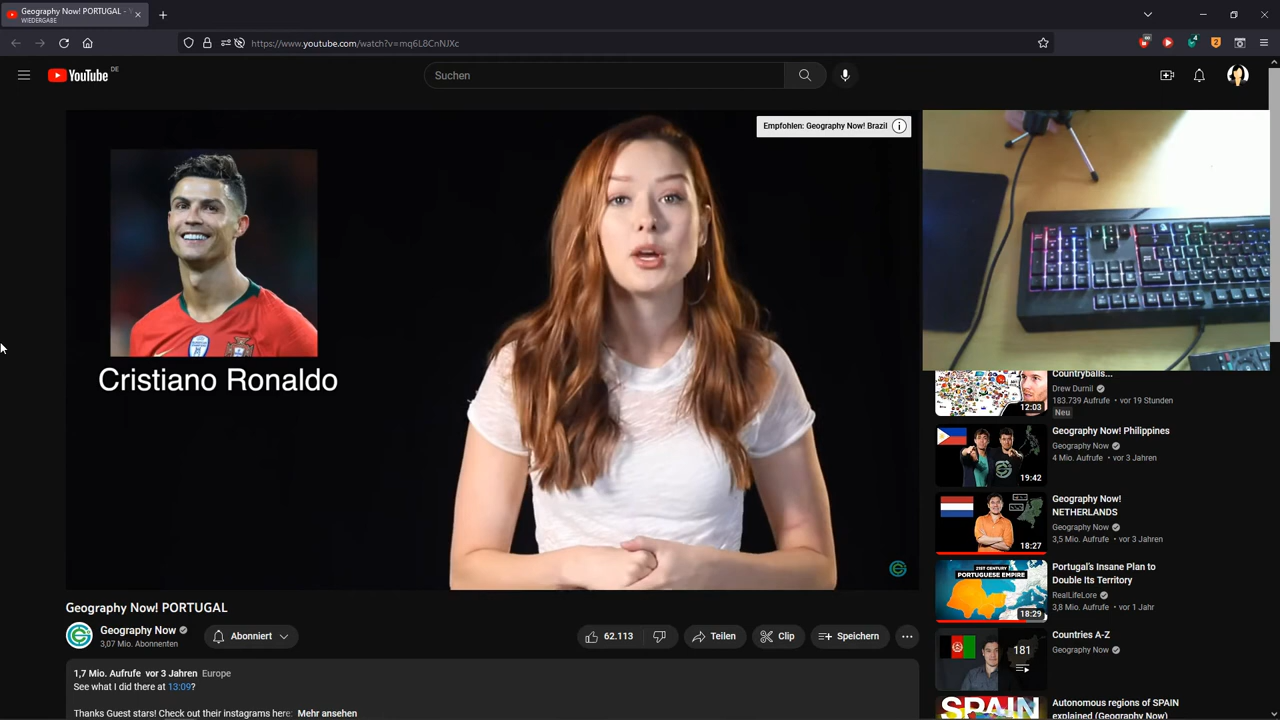 Geography Now! PORTUGAL - Y
WIEDERGABE
https://www.youtube.com/watch?v=mq6L8CnNJXc
4
2
YouTube DE
Suchen
Empfohlen: Geography Now! Brazil
Cristiano Ronaldo
Geography Now! PORTUGAL
Geography Now
3,07 Mio. Abonnenten
Abonniert
62.113
Teilen
Clip
Speichern
1,7 Mio. Aufrufe vor 3 Jahren Europe
See what I did there at 13:09?
Thanks Guest stars! Check out their instagrams here: Mehr ansehen
Countryballs...
Drew Durnil
183.739 Aufrufe • vor 19 Stunden
Neu
12:03
Geography Now! Philippines
Geography Now
4 Mio. Aufrufe • vor 3 Jahren
19:42
Geography Now!
NETHERLANDS
Geography Now
3,5 Mio. Aufrufe • vor 3 Jahren
18:27
21ST CENTURY
PORTUGUESE EMPIRE
Portugal's Insane Plan to
Double Its Territory
RealLifeLore
3,8 Mio. Aufrufe • vor 1 Jahr
18:29
Countries A-Z
Geography Now
181
SPAIN
Autonomous regions of SPAIN
explained (Geography Now)